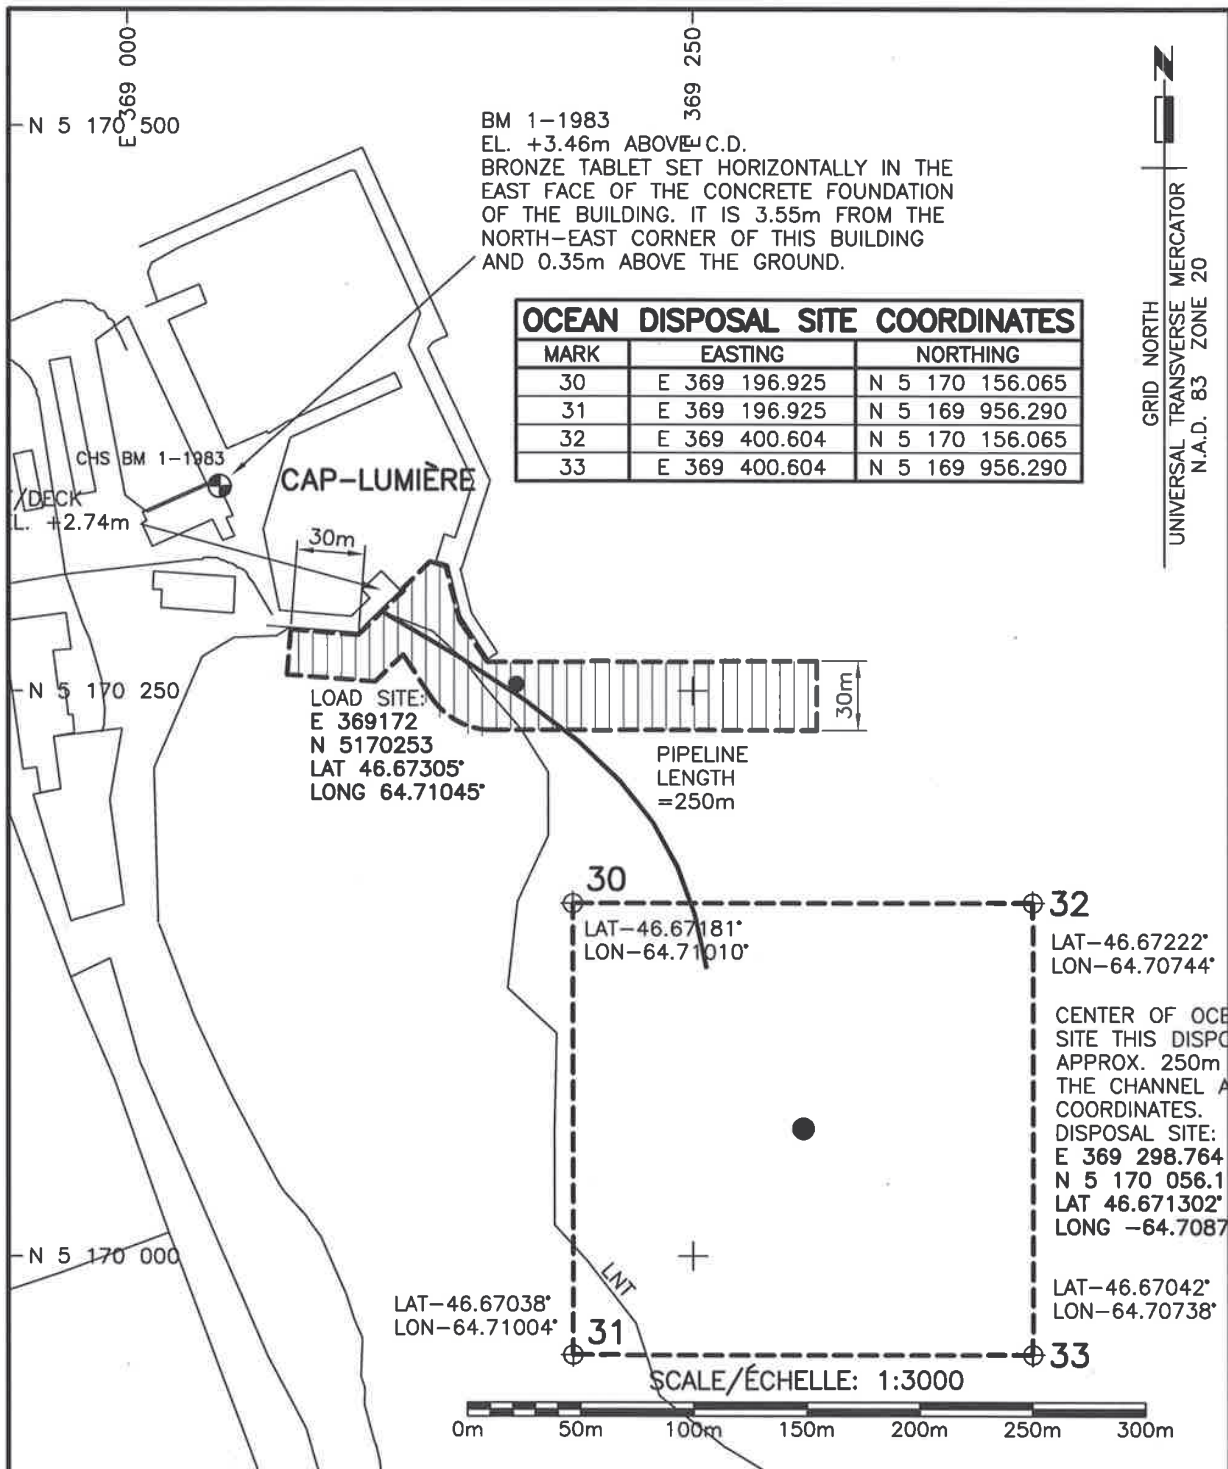 E 369 000
E 369 250
N 5 170 500
BM 1-1983
EL. +3.46m ABOVE C.D.
BRONZE TABLET SET HORIZONTALLY IN THE
EAST FACE OF THE CONCRETE FOUNDATION
OF THE BUILDING. IT IS 3.55m FROM THE
NORTH-EAST CORNER OF THIS BUILDING
AND 0.35m ABOVE THE GROUND.
N
GRID NORTH
UNIVERSAL TRANSVERSE MERCATOR
N.A.D. 83 ZONE 20
OCEAN DISPOSAL SITE COORDINATES
MARK EASTING NORTHING
30 E 369 196.925 N 5 170 156.065
31 E 369 196.925 N 5 169 956.290
32 E 369 400.604 N 5 170 156.065
33 E 369 400.604 N 5 169 956.290
CHS BM 1-1983
CAP-LUMIÈRE
/DECK
L. +2.74m
30m
N 5 170 250
30m
LOAD SITE:
E 369172
N 5170253
LAT 46.67305°
LONG 64.71045°
PIPELINE
LENGTH
=250m
30
LAT-46.67181°
LON-64.71010°
32
LAT-46.67222°
LON-64.70744°
CENTER OF OCE
SITE THIS DISPO
APPROX. 250m
THE CHANNEL A
COORDINATES.
DISPOSAL SITE:
E 369 298.764
N 5 170 056.1
LAT 46.671302°
LONG -64.7087
N 5 170 000
LNT
LAT-46.67038°
LON-64.71004°
31
LAT-46.67042°
LON-64.70738°
33
SCALE/ÉCHELLE: 1:3000
0m 50m 100m 150m 200m 250m 300m